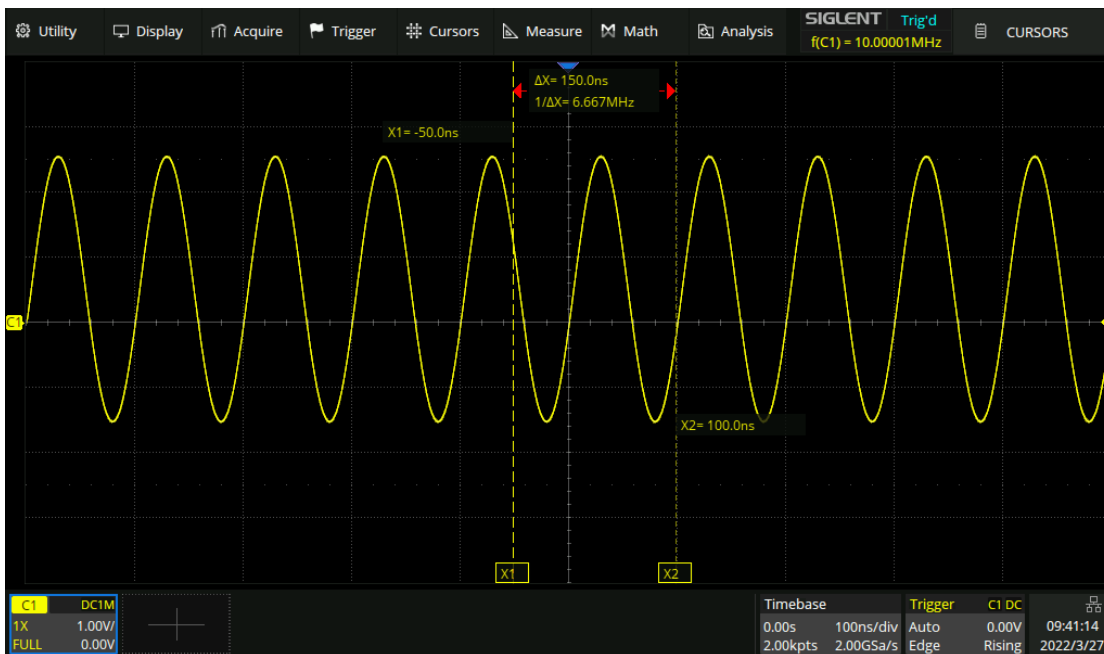 Utility Display Acquire Trigger Cursors Measure Math Analysis
SIGLENT Trig'd
f(C1) = 10.00001MHz
CURSORS
ΔX= 150.0ns
1/ΔX= 6.667MHz
X1= -50.0ns
C1
X2= 100.0ns
X1 X2
C1 DC1M
1X 1.00V/
FULL 0.00V
Timebase
0.00s 100ns/div
2.00kpts 2.00GSa/s
Trigger C1 DC
Auto 0.00V
Edge Rising
09:41:14
2022/3/27